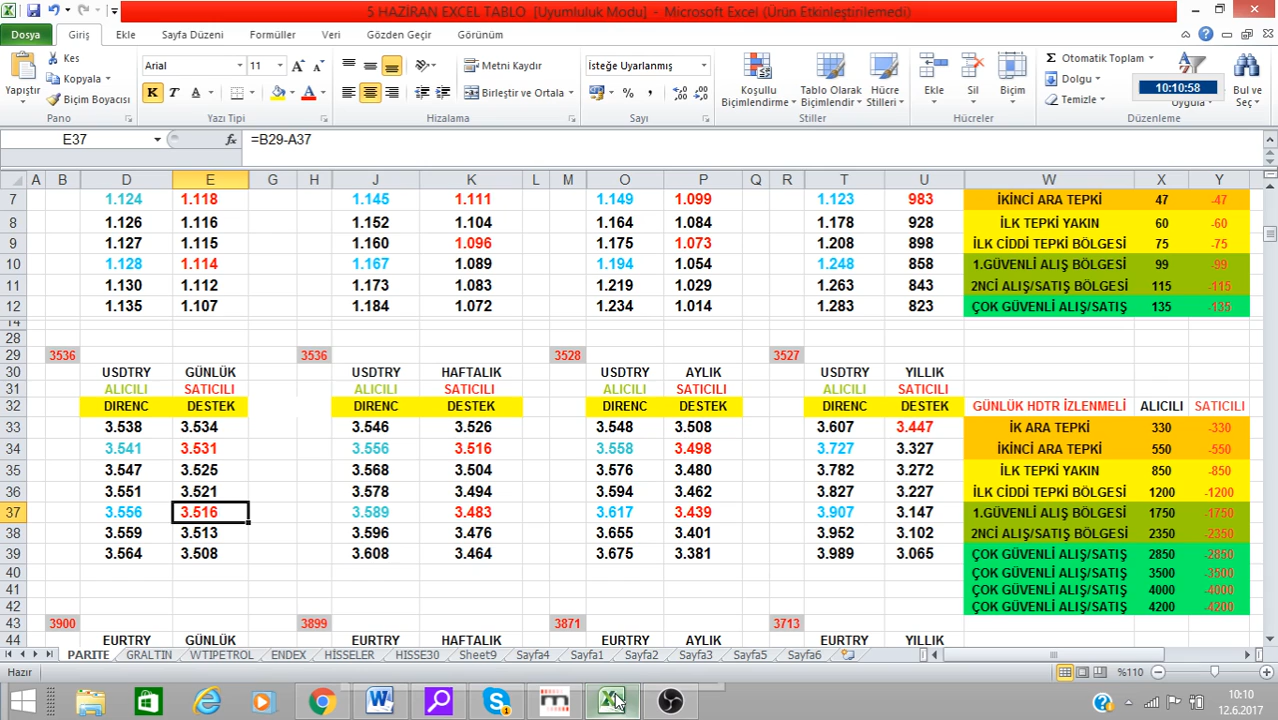 5 HAZİRAN EXCEL TABLO [Uyumluluk Modu] - Microsoft Excel (Ürün Etkinleştirilemedi)
Dosya Giriş Ekle Sayfa Düzeni Formüller Veri Gözden Geçir Görünüm
Yapıştır Kes Kopyala Biçim Boyacısı Arial 11 Metni Kaydır Birleştir ve Ortala İsteğe Uyarlanmış Koşullu Biçimlendirme Tablo Olarak Biçimlendir Hücre Stilleri Ekle Sil Biçim Otomatik Toplam Dolgu Temizle Uygula Bul ve Seç
10:10:58
Pano Yazı Tipi Hizalama Sayı Stiller Hücreler Düzenleme
E37 fx =B29-A37
A B D E G H J K L M O P Q R T U W X Y
7 1.124 1.118 1.145 1.111 1.149 1.099 1.123 983 İKİNCİ ARA TEPKİ 47 -47
8 1.126 1.116 1.152 1.104 1.164 1.084 1.178 928 İLK TEPKİ YAKIN 60 -60
9 1.127 1.115 1.160 1.096 1.175 1.073 1.208 898 İLK CİDDİ TEPKİ BÖLGESİ 75 -75
10 1.128 1.114 1.167 1.089 1.194 1.054 1.248 858 1.GÜVENLİ ALIŞ BÖLGESİ 99 -99
11 1.130 1.112 1.173 1.083 1.219 1.029 1.263 843 2NCİ ALIŞ/SATIŞ BÖLGESİ 115 -115
12 1.135 1.107 1.184 1.072 1.234 1.014 1.283 823 ÇOK GÜVENLİ ALIŞ/SATIŞ 135 -135
14
28
29 3536 3536 3528 3527
30 USDTRY GÜNLÜK USDTRY HAFTALIK USDTRY AYLIK USDTRY YILLIK
31 ALICILI SATICILI ALICILI SATICILI ALICILI SATICILI ALICILI SATICILI
32 DIRENC DESTEK DIRENC DESTEK DIRENC DESTEK DIRENC DESTEK GÜNLÜK HDTR İZLENMELİ ALICILI SATICILI
33 3.538 3.534 3.546 3.526 3.548 3.508 3.607 3.447 İK ARA TEPKİ 330 -330
34 3.541 3.531 3.556 3.516 3.558 3.498 3.727 3.327 İKİNCİ ARA TEPKİ 550 -550
35 3.547 3.525 3.568 3.504 3.576 3.480 3.782 3.272 İLK TEPKİ YAKIN 850 -850
36 3.551 3.521 3.578 3.494 3.594 3.462 3.827 3.227 İLK CİDDİ TEPKİ BÖLGESİ 1200 -1200
37 3.556 3.516 3.589 3.483 3.617 3.439 3.907 3.147 1.GÜVENLİ ALIŞ BÖLGESİ 1750 -1750
38 3.559 3.513 3.596 3.476 3.655 3.401 3.952 3.102 2NCİ ALIŞ/SATIŞ BÖLGESİ 2350 -2350
39 3.564 3.508 3.608 3.464 3.675 3.381 3.989 3.065 ÇOK GÜVENLİ ALIŞ/SATIŞ 2850 -2850
40 ÇOK GÜVENLİ ALIŞ/SATIŞ 3500 -3500
41 ÇOK GÜVENLİ ALIŞ/SATIŞ 4000 -4000
42 ÇOK GÜVENLİ ALIŞ/SATIŞ 4200 -4200
43 3900 3899 3871 3713
44 EURTRY GÜNLÜK EURTRY HAFTALIK EURTRY AYLIK EURTRY YILLIK
PARITE GRALTIN WTIPETROL ENDEX HİSSELER HISSE30 Sheet9 Sayfa4 Sayfa1 Sayfa2 Sayfa3 Sayfa5 Sayfa6
Hazır %110
10:10
12.6.2017